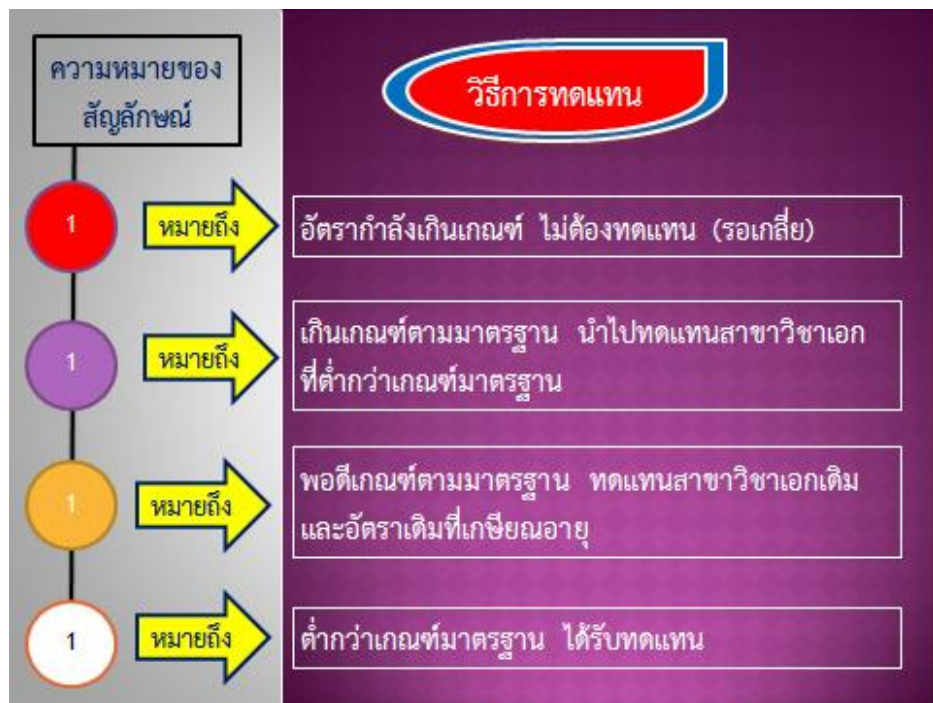 ความหมายของ
สัญลักษณ์
วิธีการทดแทน
1
หมายถึง
อัตรากำลังเกินเกณฑ์ ไม่ต้องทดแทน (รอเกลี่ย)
1
หมายถึง
เกินเกณฑ์ตามมาตรฐาน นำไปทดแทนสาขาวิชาเอก
ที่ต่ำกว่าเกณฑ์มาตรฐาน
1
หมายถึง
พอดีเกณฑ์ตามมาตรฐาน ทดแทนสาขาวิชาเอกเดิม
และอัตราเดิมที่เกษียณอายุ
1
หมายถึง
ต่ำกว่าเกณฑ์มาตรฐาน ได้รับทดแทน